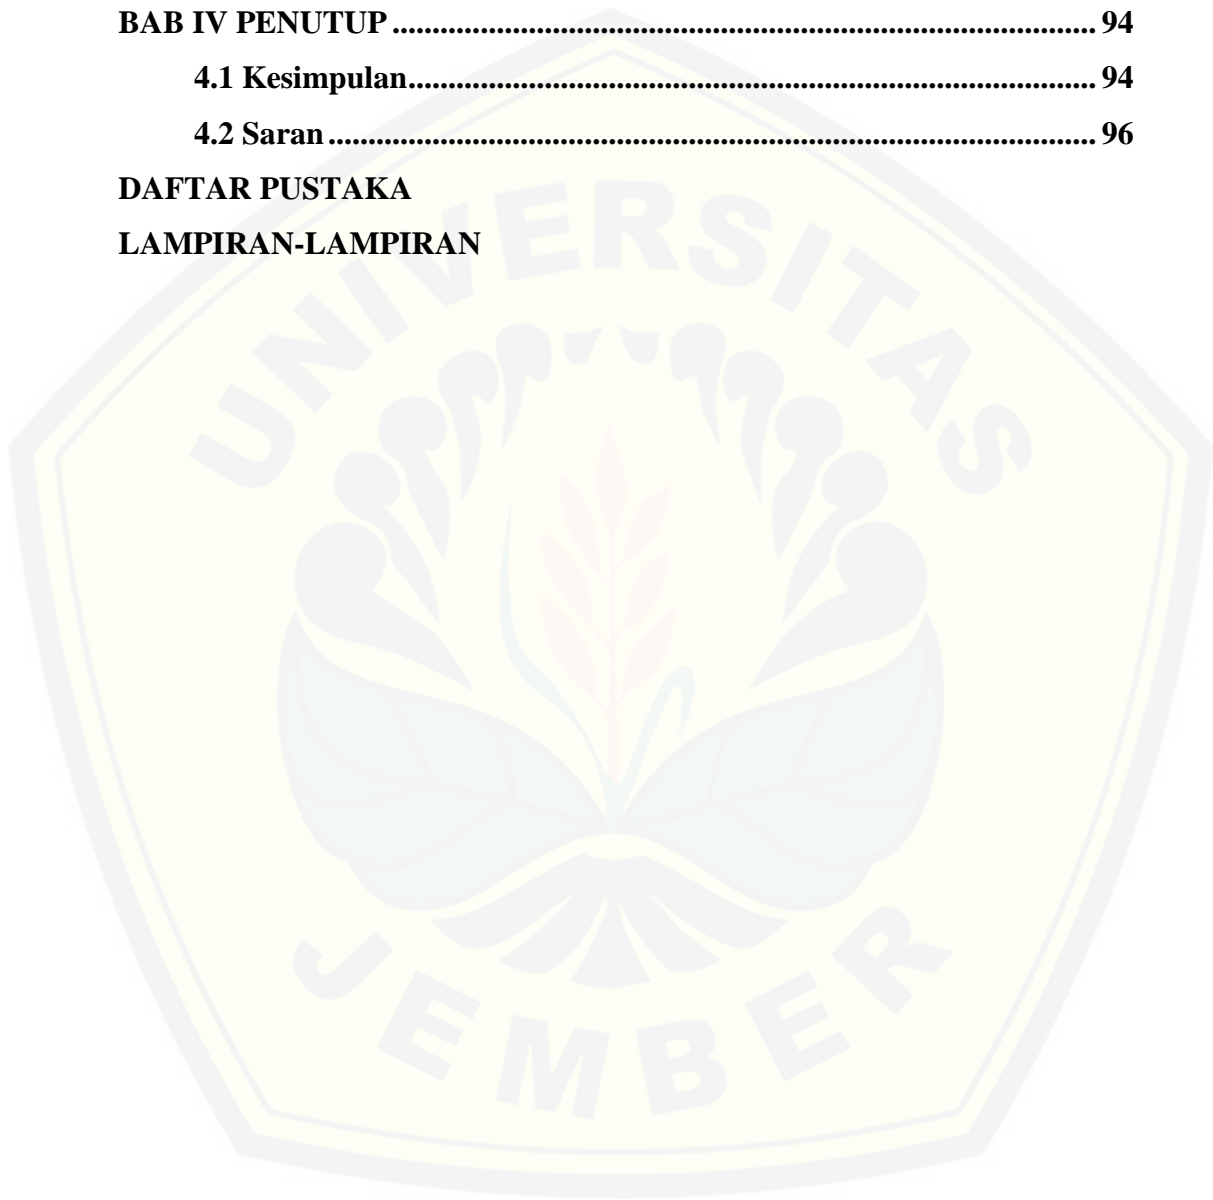 BAB IV PENUTUP ........................................................................................ 94
4.1 Kesimpulan...................................................................................... 94
4.2 Saran ................................................................................................ 96
DAFTAR PUSTAKA
LAMPIRAN-LAMPIRAN
UNIVERSITAS
JEMBER